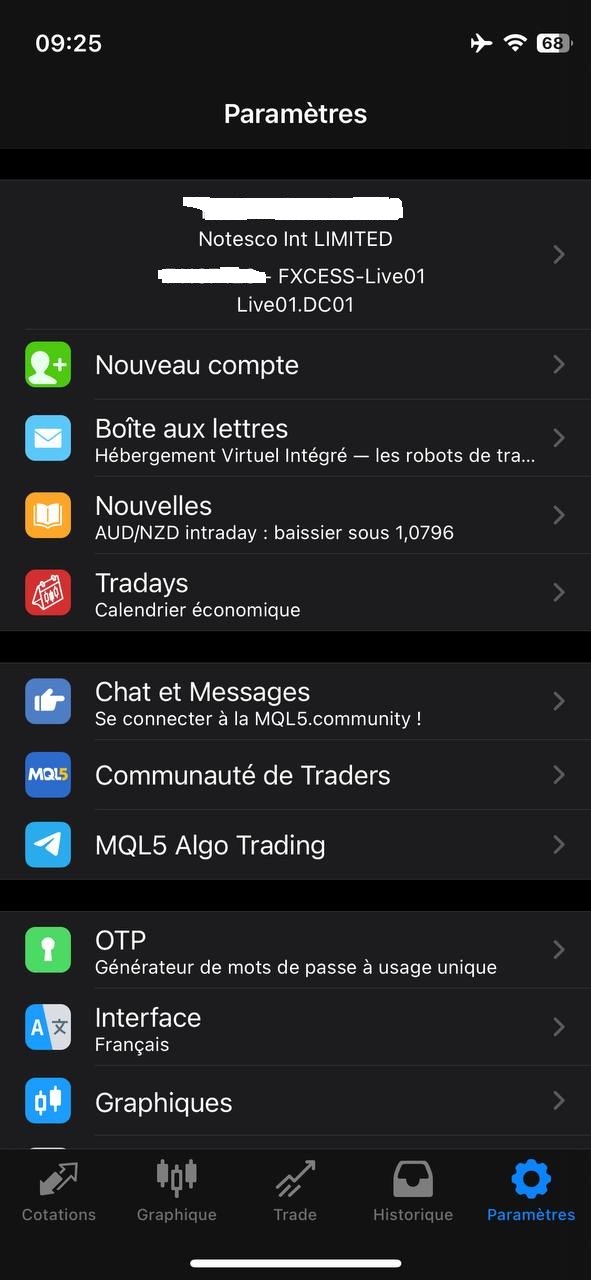 09:25
68
Paramètres
Notesco Int LIMITED
- FXCESS-Live01
Live01.DC01
Nouveau compte
Boîte aux lettres
Hébergement Virtuel Intégré — les robots de tra...
Nouvelles
AUD/NZD intraday : baissier sous 1,0796
Tradays
Calendrier économique
Chat et Messages
Se connecter à la MQL5.community !
MQL5
Communauté de Traders
MQL5 Algo Trading
OTP
Générateur de mots de passe à usage unique
A 文
Interface
Français
Graphiques
Cotations
Graphique
Trade
Historique
Paramètres